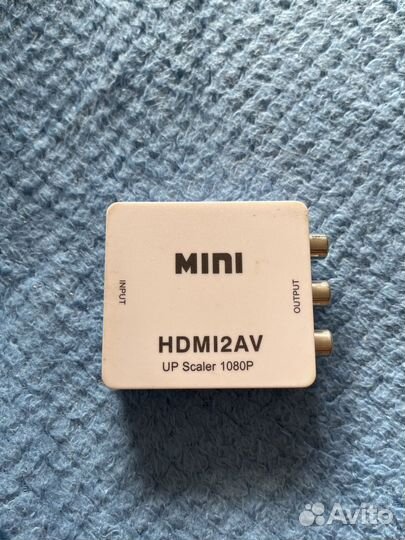 MINI
INPUT
OUTPUT
HDMI2AV
UP Scaler 1080P
Avito